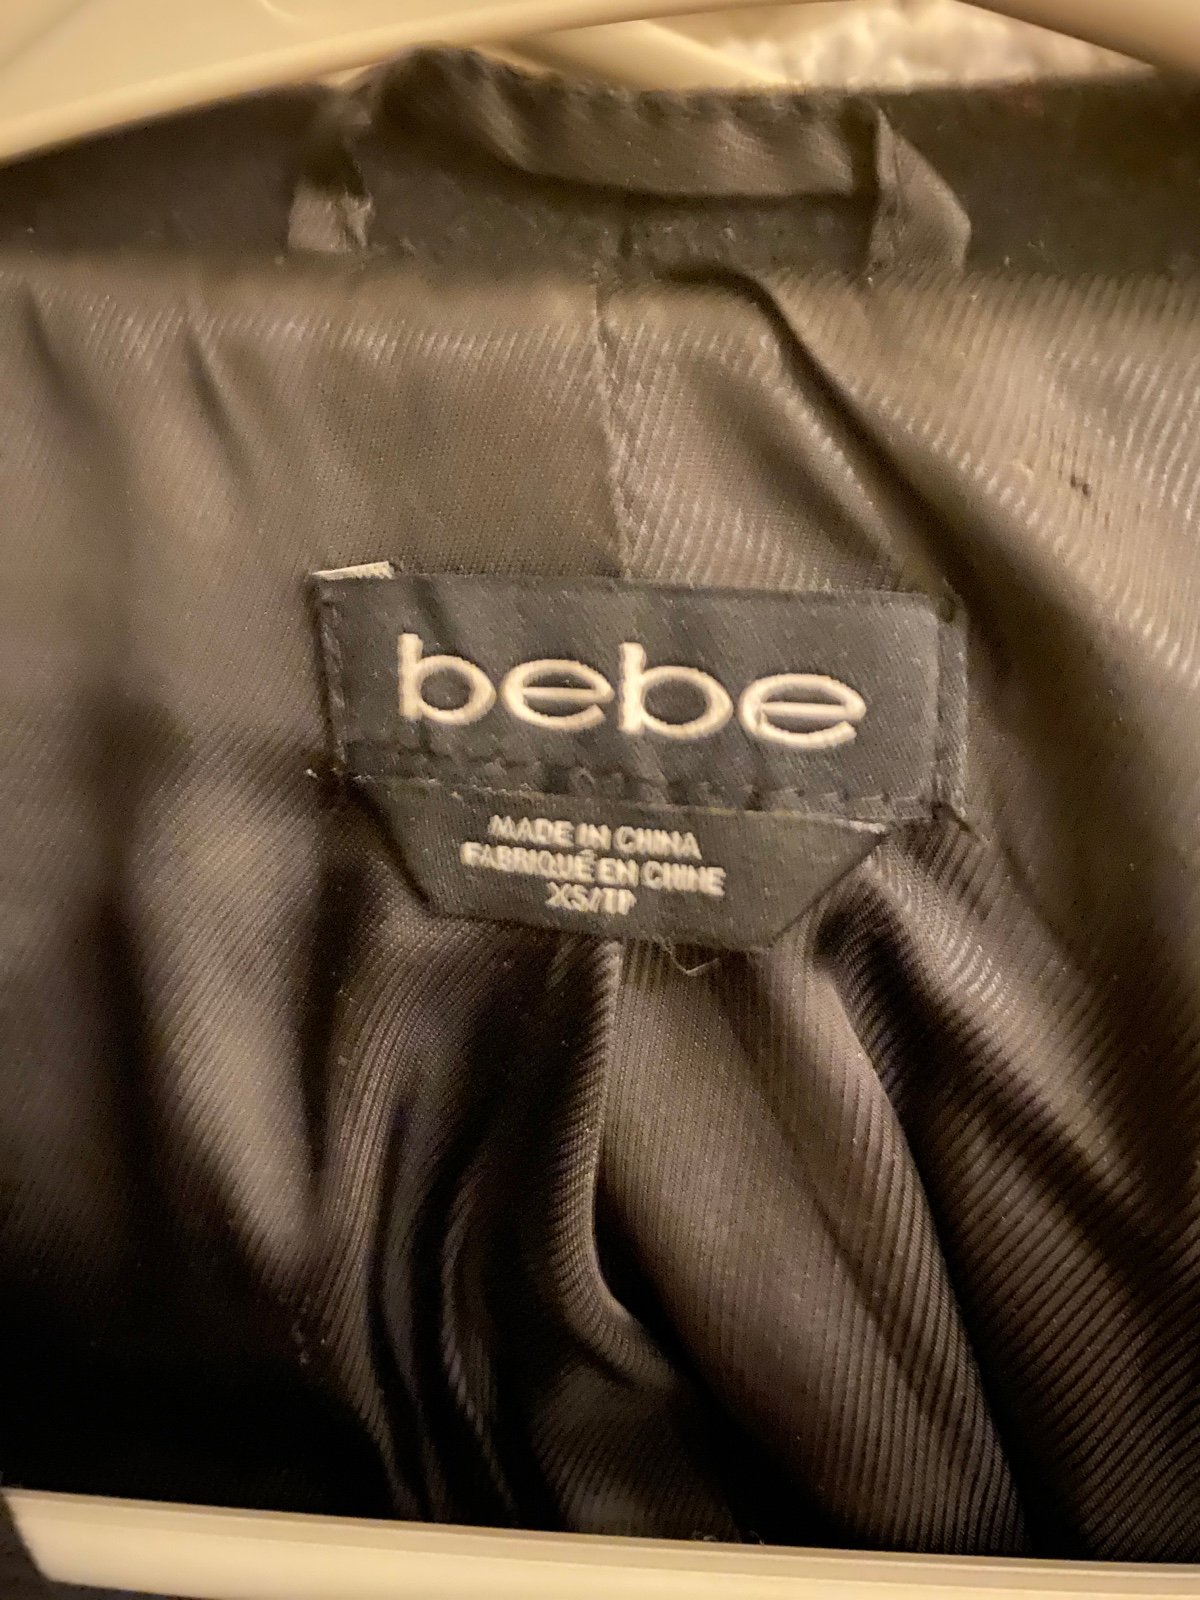 bebe
MADE IN CHINA
FABRIQUÉ EN CHINE
XS/TP